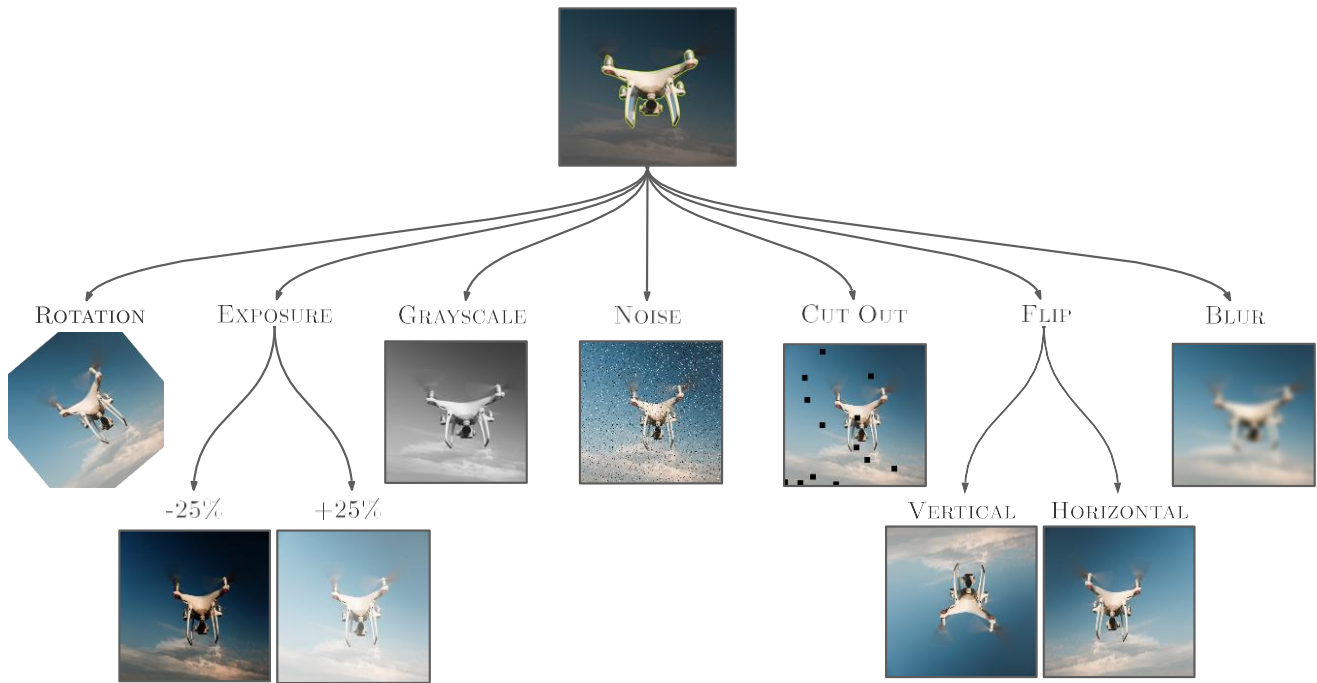 Rotation
Exposure
Grayscale
Noise
Cut Out
Flip
Blur
-25%
+25%
Vertical
Horizontal